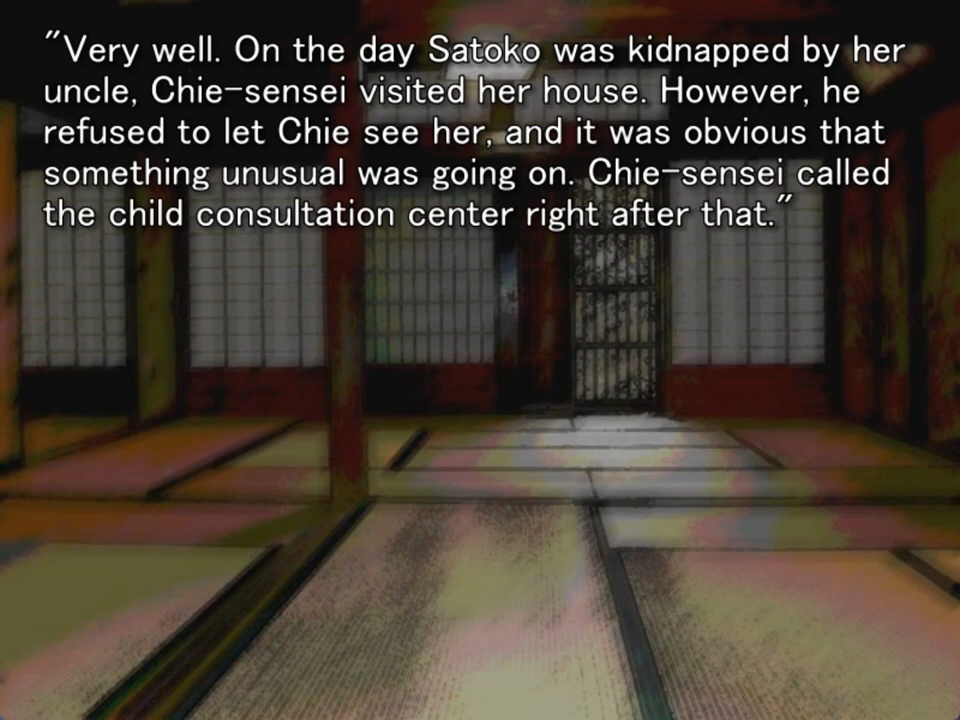 "Very well. On the day Satoko was kidnapped by her
uncle, Chie-sensei visited her house. However, he
refused to let Chie see her, and it was obvious that
something unusual was going on. Chie-sensei called
the child consultation center right after that."